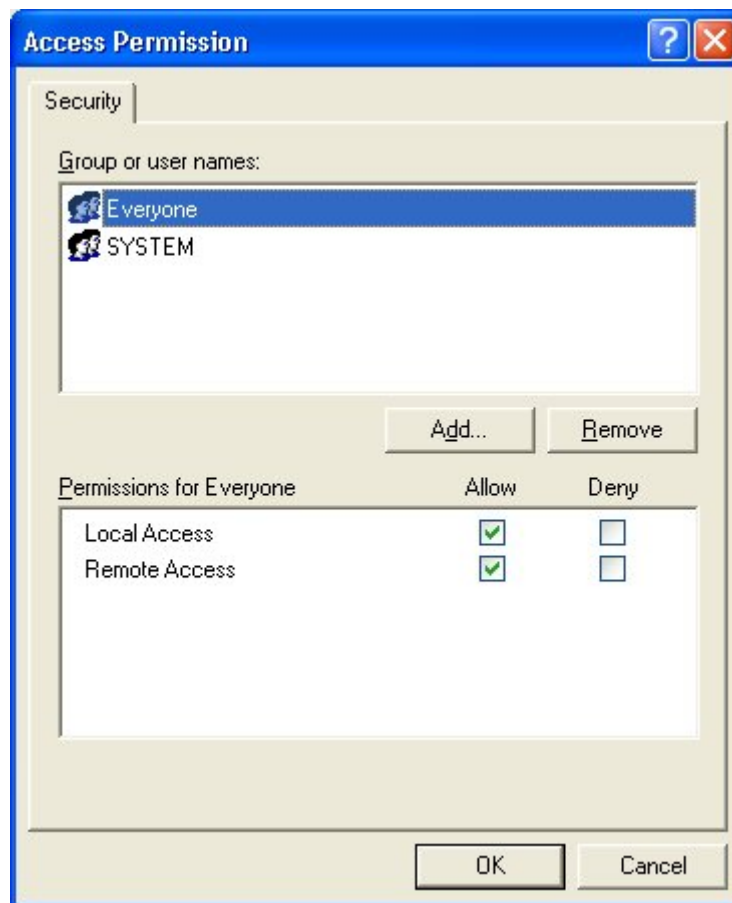 Access Permission
Security
Group or user names:
Everyone
SYSTEM
Add... Remove
Permissions for Everyone Allow Deny
Local Access
Remote Access
OK Cancel